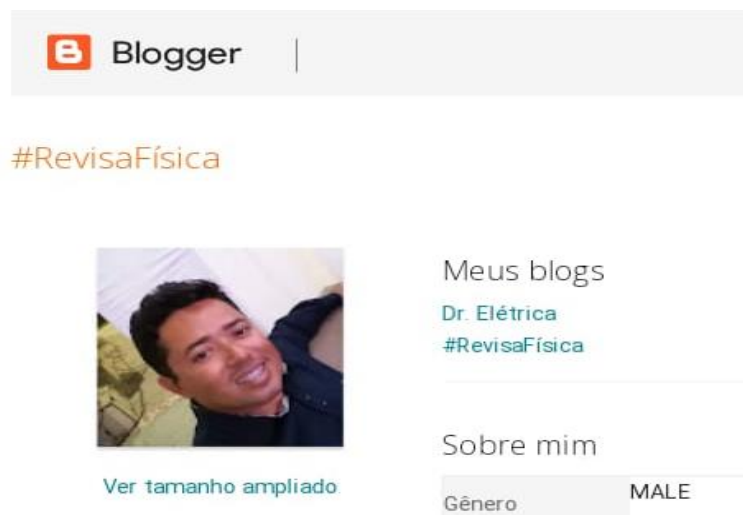 Blogger
#RevisaFísica
Meus blogs
Dr. Elétrica
#RevisaFísica
Sobre mim
Ver tamanho ampliado
Gênero MALE